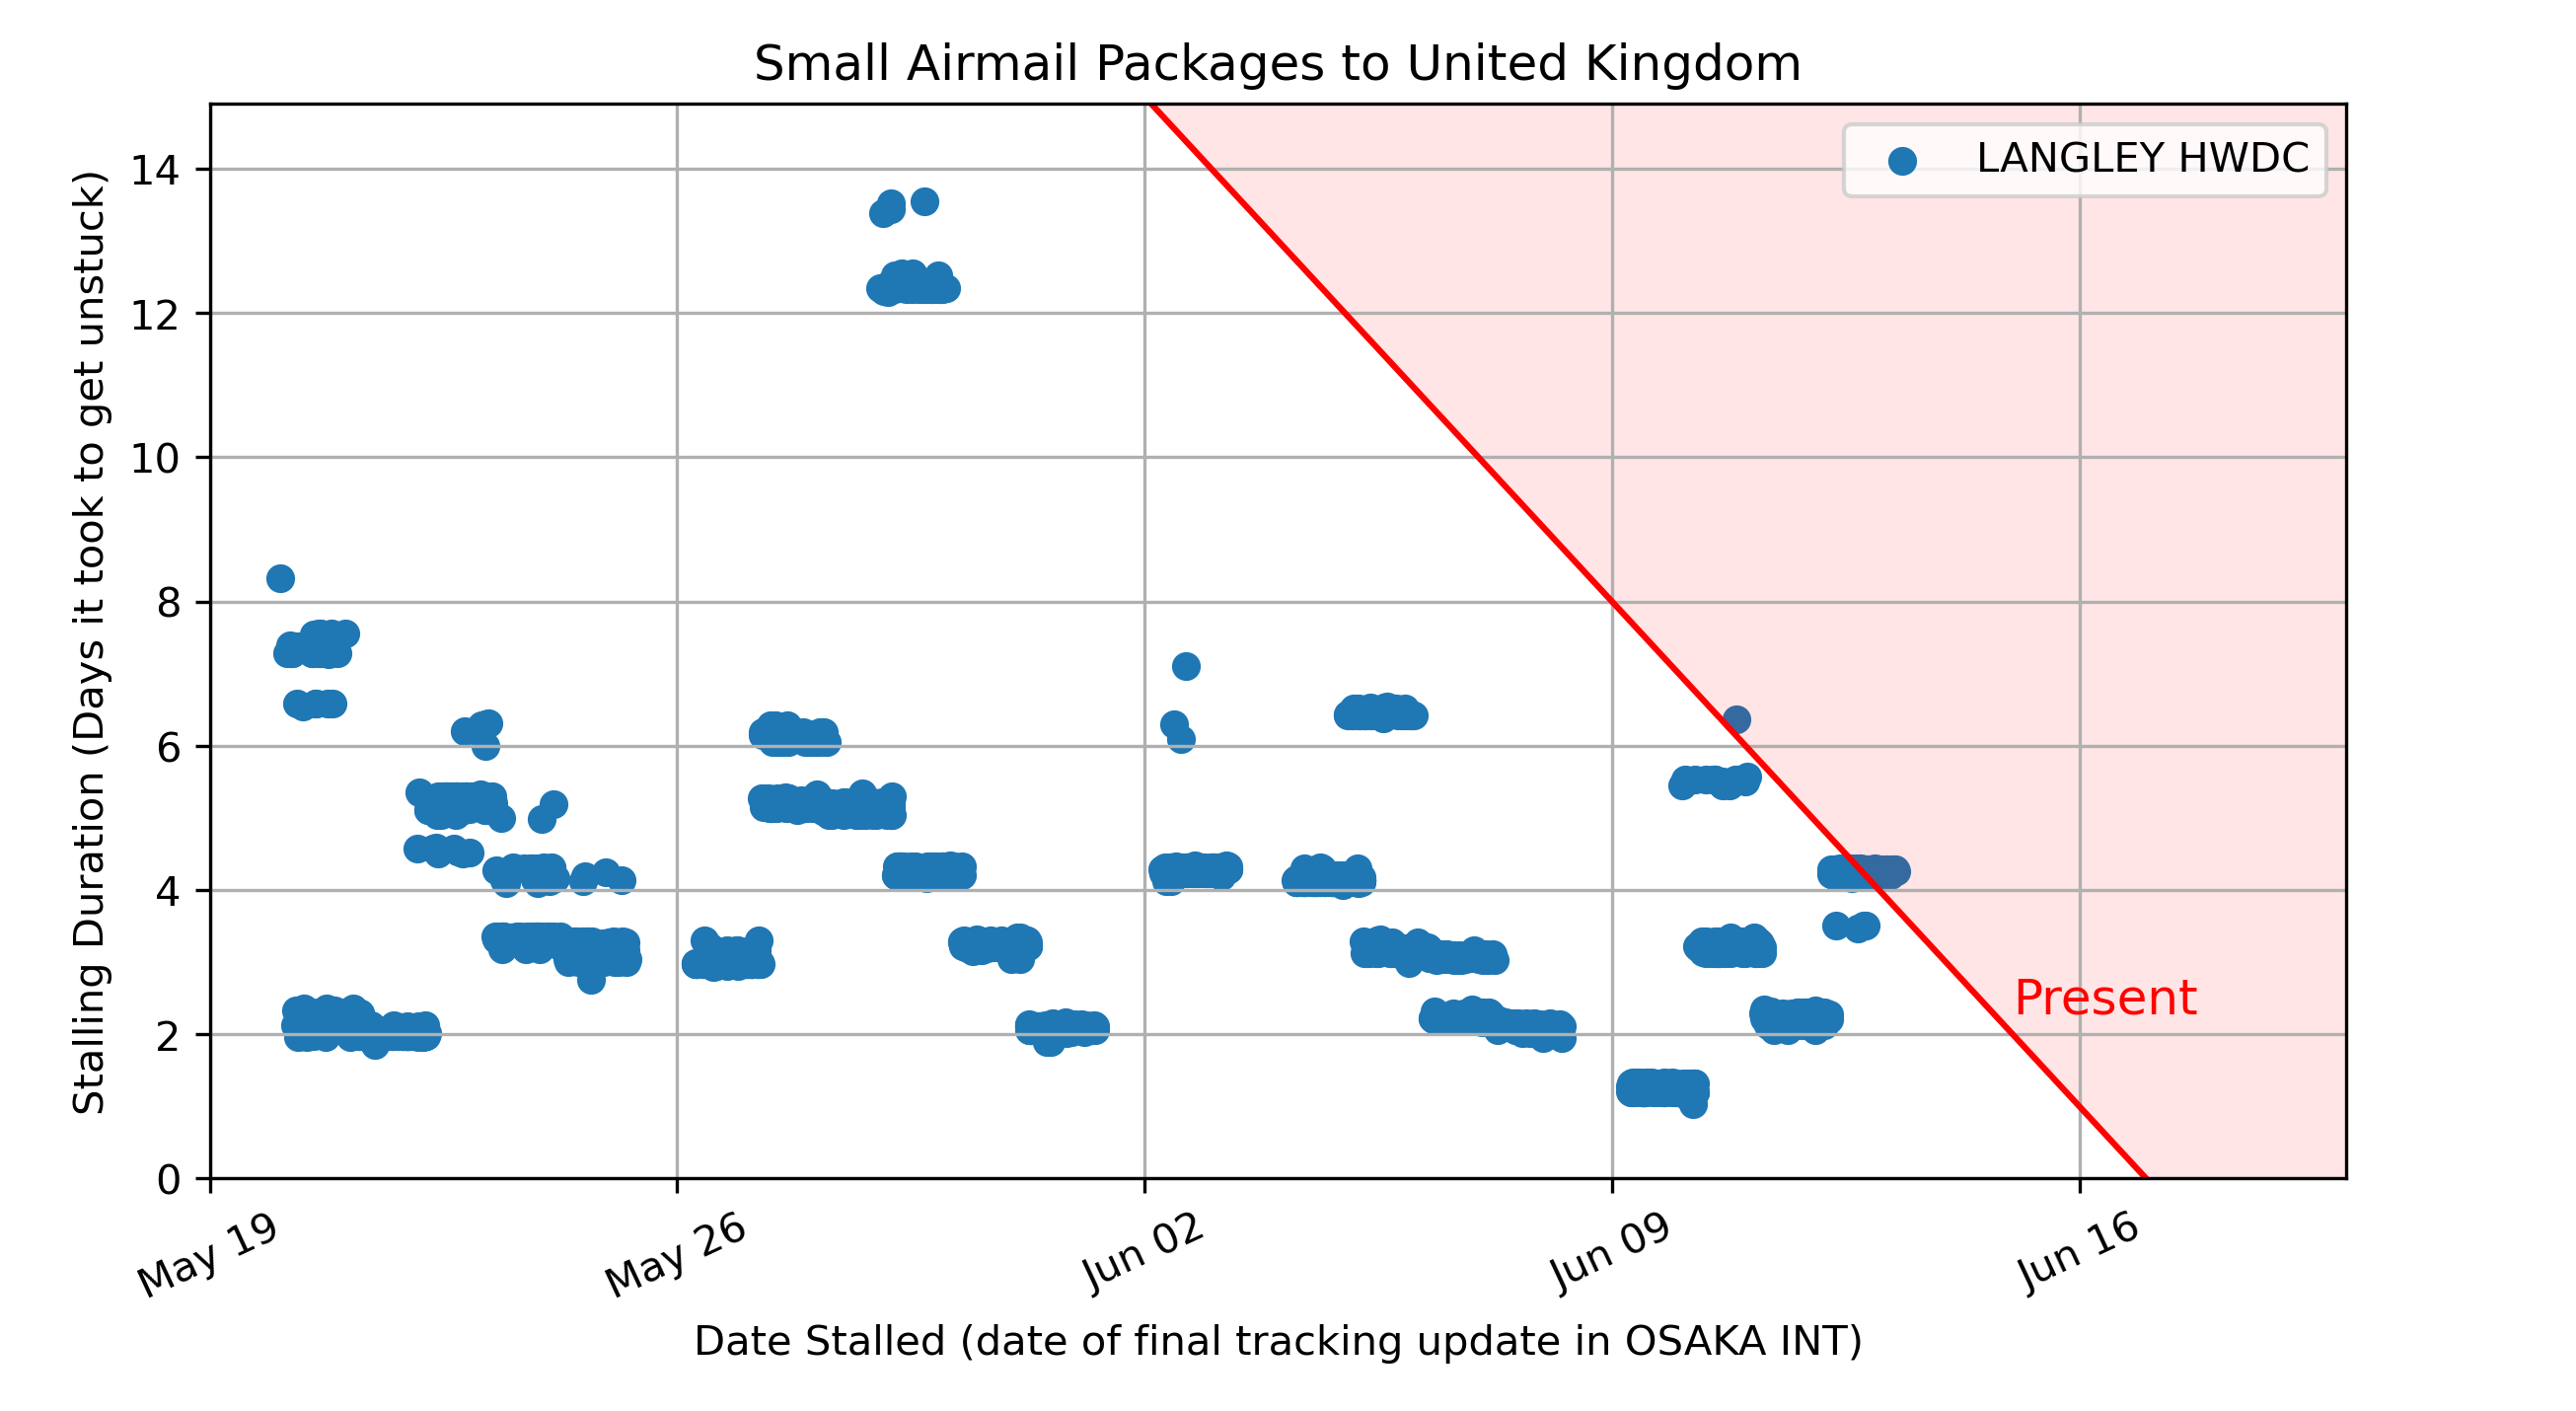 Small Airmail Packages to United Kingdom
Stalling Duration (Days it took to get unstuck)
14
12
10
8
6
4
2
0
LANGLEY HWDC
Present
May 19
May 26
Jun 02
Jun 09
Jun 16
Date Stalled (date of final tracking update in OSAKA INT)